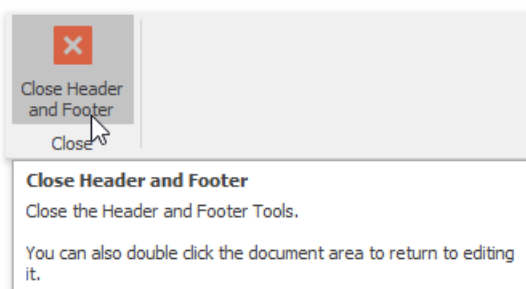 Close Header
and Footer
Close
Close Header and Footer
Close the Header and Footer Tools.
You can also double click the document area to return to editing
it.